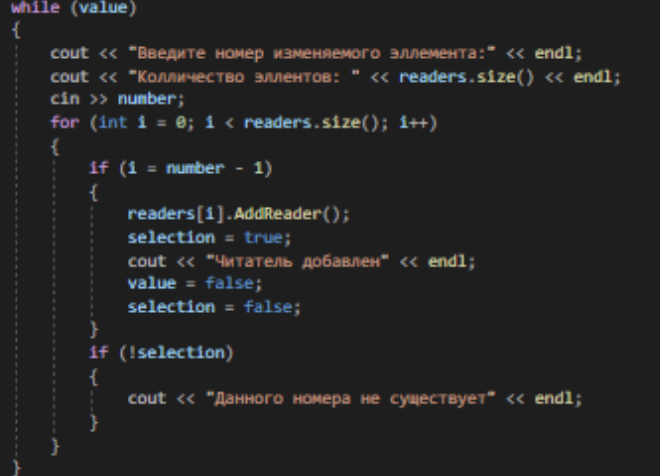 while (value)
{
cout << "Введите номер изменяемого эллемента:" << endl;
cout << "Колличество эллентов: " << readers.size() << endl;
cin >> number;
for (int i = 0; i < readers.size(); i++)
{
if (i = number - 1)
{
readers[i].AddReader();
selection = true;
cout << "Читатель добавлен" << endl;
value = false;
selection = false;
}
if (!selection)
{
cout << "Данного номера не существует" << endl;
}
}
}